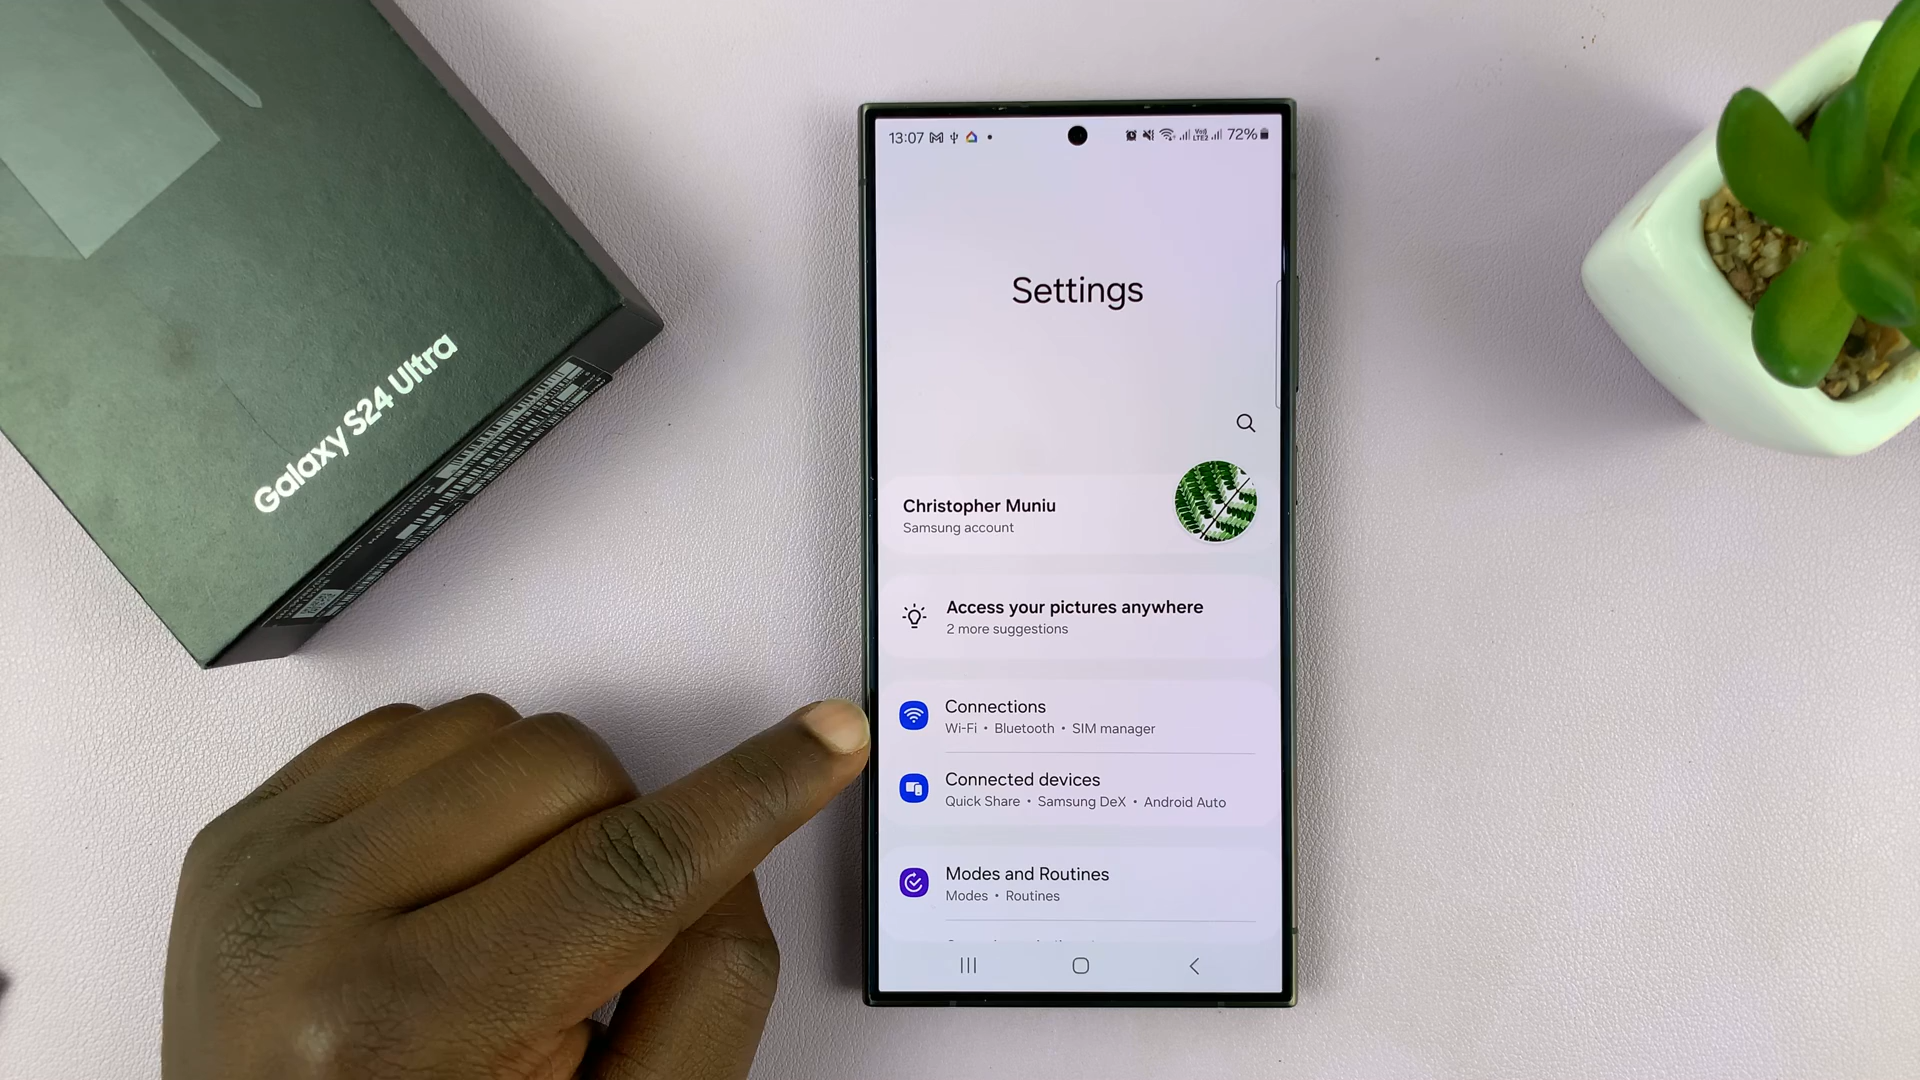 Galaxy S24 Ultra
13:07
72%
Settings
Christopher Muniu
Samsung account
Access your pictures anywhere
2 more suggestions
Connections
Wi-Fi • Bluetooth • SIM manager
Connected devices
Quick Share • Samsung DeX • Android Auto
Modes and Routines
Modes • Routines